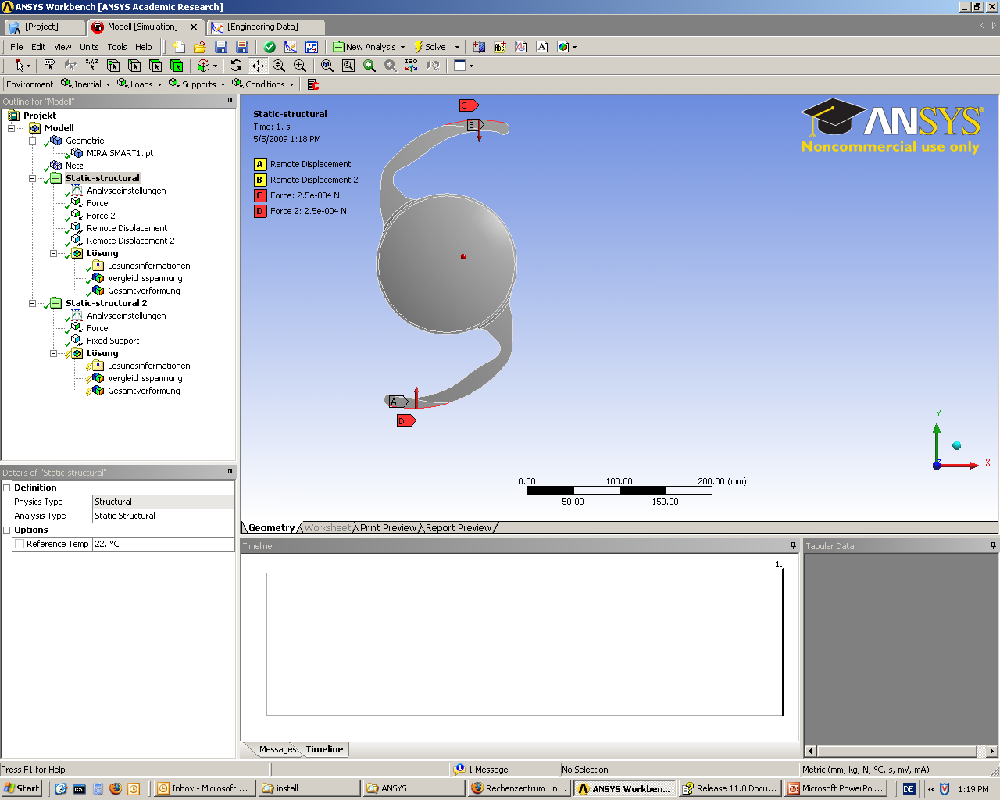 ANSYS Workbench [ANSYS Academic Research]
[Project]
Modell [Simulation]
[Engineering Data]
File Edit View Units Tools Help
New Analysis
Solve
Environment Inertial Loads Supports Conditions
Outline for "Modell"
Projekt
Modell
Geometrie
MIRA SMART1.ipt
Netz
Static-structural
Analyseeinstellungen
Force
Force 2
Remote Displacement
Remote Displacement 2
Lösung
Lösungsinformationen
Vergleichsspannung
Gesamtverformung
Static-structural 2
Analyseeinstellungen
Force
Fixed Support
Lösung
Lösungsinformationen
Vergleichsspannung
Gesamtverformung
Details of "Static-structural"
Definition
Physics Type Structural
Analysis Type Static Structural
Options
Reference Temp 22. °C
Static-structural
Time: 1. s
5/5/2009 1:18 PM
A Remote Displacement
B Remote Displacement 2
C Force: 2.5e-004 N
D Force 2: 2.5e-004 N
C
B
A
D
ANSYS
Noncommercial use only
Y
X
0.00 100.00 200.00 (mm)
50.00 150.00
Geometry Worksheet Print Preview Report Preview
Timeline
1.
Messages Timeline
Tabular Data
Press F1 for Help
1 Message
No Selection
Metric (mm, kg, N, °C, s, mV, mA)
Start
Inbox - Microsoft ...
install
ANSYS
Rechenzentrum Un...
ANSYS Workben...
Release 11.0 Docu...
Microsoft PowerPoi...
DE
1:19 PM